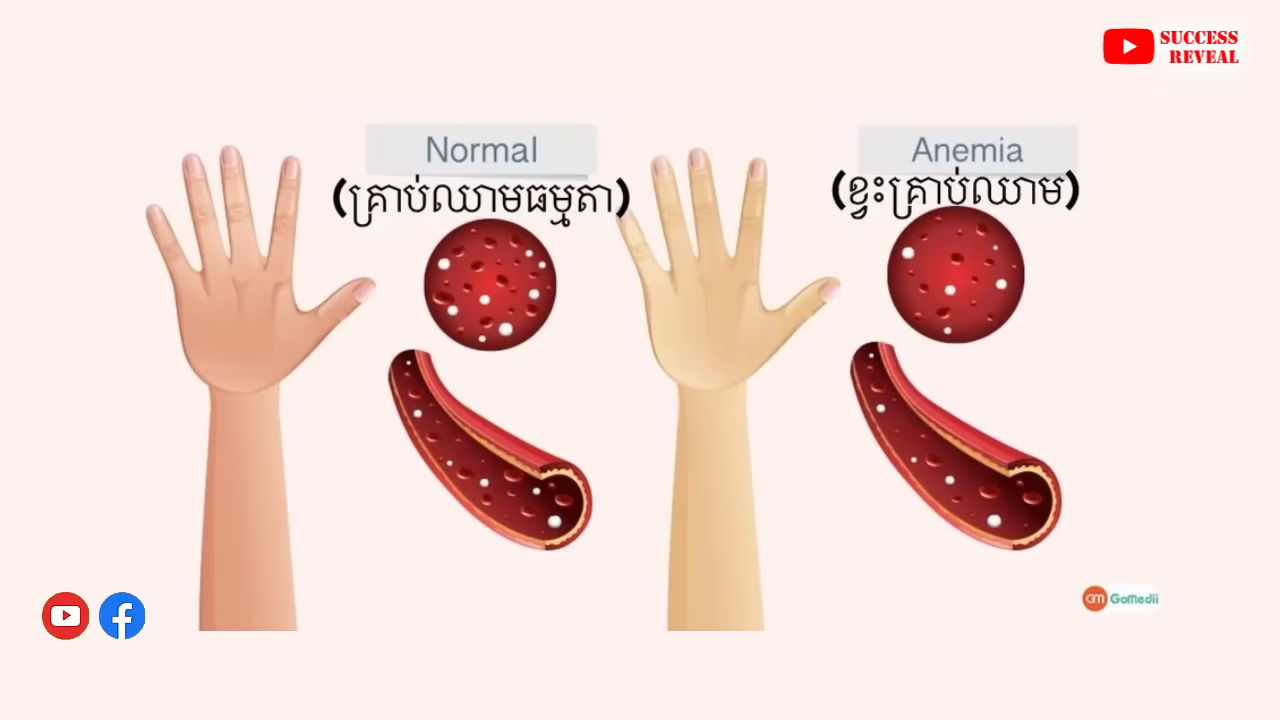 SUCCESS
REVEAL
Normal
(គ្រាប់ឈាមធម្មតា)
Anemia
(ខ្វះគ្រាប់ឈាម)
GM GoMedii